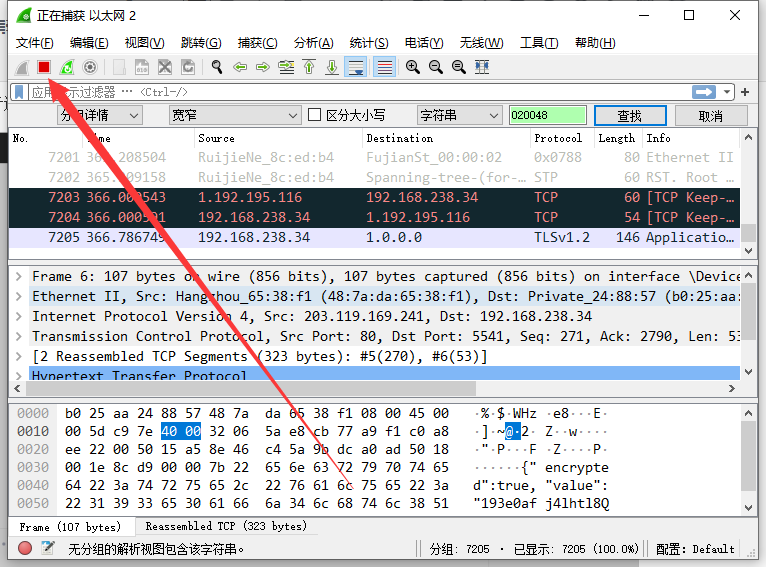 正在捕获 以太网 2
文件(F) 编辑(E) 视图(V) 跳转(G) 捕获(C) 分析(A) 统计(S) 电话(Y) 无线(W) 工具(T) 帮助(H)
应用 示过滤器 … <Ctrl-/>
分组详情 宽窄 区分大小写 字符串 020048 查找 取消
No. Time Source Destination Protocol Length Info
7201 366.208504 RuijieNe_8c:ed:b4 FujianSt_00:00:02 0x0788 80 Ethernet II
7202 365. 09158 RuijieNe_8c:ed:b4 Spanning-tree-(for-… STP 60 RST. Root …
7203 366.000543 1.192.195.116 192.168.238.34 TCP 60 [TCP Keep-…
7204 366.000591 192.168.238.34 1.192.195.116 TCP 54 [TCP Keep-…
7205 366.786749 192.168.238.34 1.0.0.0 TLSv1.2 146 Applicatio…
Frame 6: 107 bytes on wire (856 bits), 107 bytes captured (856 bits) on interface \Device
Ethernet II, Src: Hangzhou_65:38:f1 (48:7a:da:65:38:f1), Dst: Private_24:88:57 (b0:25:aa:
Internet Protocol Version 4, Src: 203.119.169.241, Dst: 192.168.238.34
Transmission Control Protocol, Src Port: 80, Dst Port: 5541, Seq: 271, Ack: 2790, Len: 53
[2 Reassembled TCP Segments (323 bytes): #5(270), #6(53)]
Hypertext Transfer Protocol
0000 b0 25 aa 24 88 57 48 7a da 65 38 f1 08 00 45 00 ·%·$·WHz ·e8···E·
0010 00 5d c9 7e 40 00 32 06 5a e8 cb 77 a9 f1 c0 a8 ·]·~@·2· Z··w····
0020 ee 22 00 50 15 a5 8e 46 c4 5a 9b dc a0 ad 50 18 ·"·P···F ·Z····P·
0030 00 1e 8c d9 00 00 7b 22 65 6e 63 72 79 70 74 65 ······{" encrypte
0040 64 22 3a 74 72 75 65 2c 22 76 61 6c 75 65 22 3a d":true, "value":
0050 22 31 39 33 65 30 61 66 6a 34 6c 68 74 6c 38 51 "193e0af j4lhtl8Q
Frame (107 bytes) Reassembled TCP (323 bytes)
无分组的解析视图包含该字符串。 分组: 7205 · 已显示: 7205 (100.0%) 配置: Default